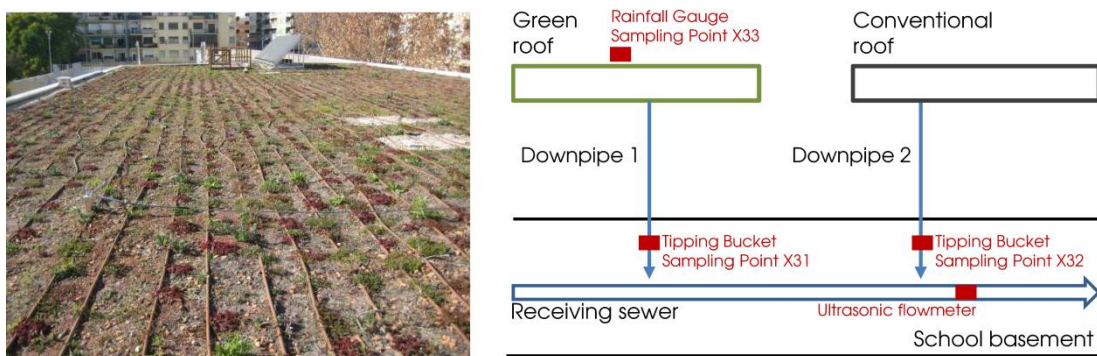 Green
roof
Rainfall Gauge
Sampling Point X33
Conventional
roof
Downpipe 1
Downpipe 2
Tipping Bucket
Sampling Point X31
Tipping Bucket
Sampling Point X32
Receiving sewer
Ultrasonic flowmeter
School basement